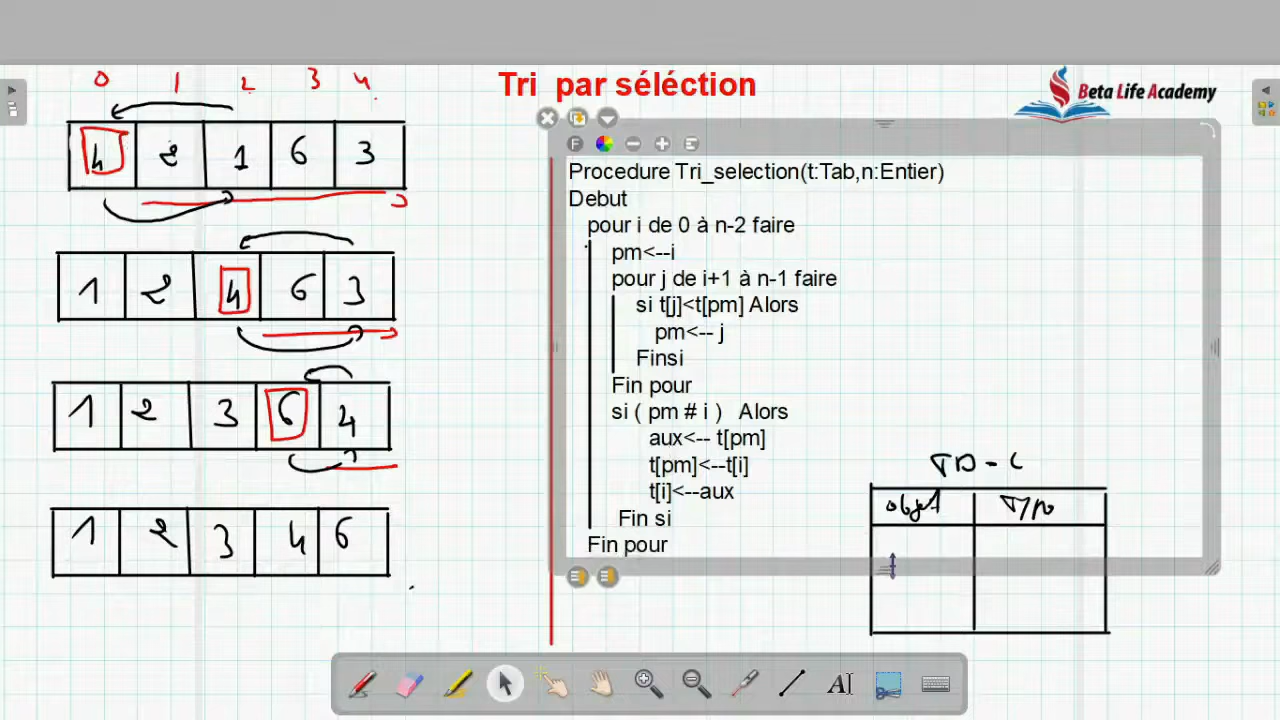 0 1 2 3 4
Tri par séléction
Beta Life Academy
4 2 1 6 3
1 2 4 6 3
1 2 3 6 4
1 2 3 4 6
Procedure Tri_selection(t:Tab,n:Entier)
Debut
pour i de 0 à n-2 faire
pm<--i
pour j de i+1 à n-1 faire
si t[j]<t[pm] Alors
pm<-- j
Finsi
Fin pour
si ( pm # i ) Alors
aux<-- t[pm]
t[pm]<--t[i]
t[i]<--aux
Fin si
Fin pour
objet